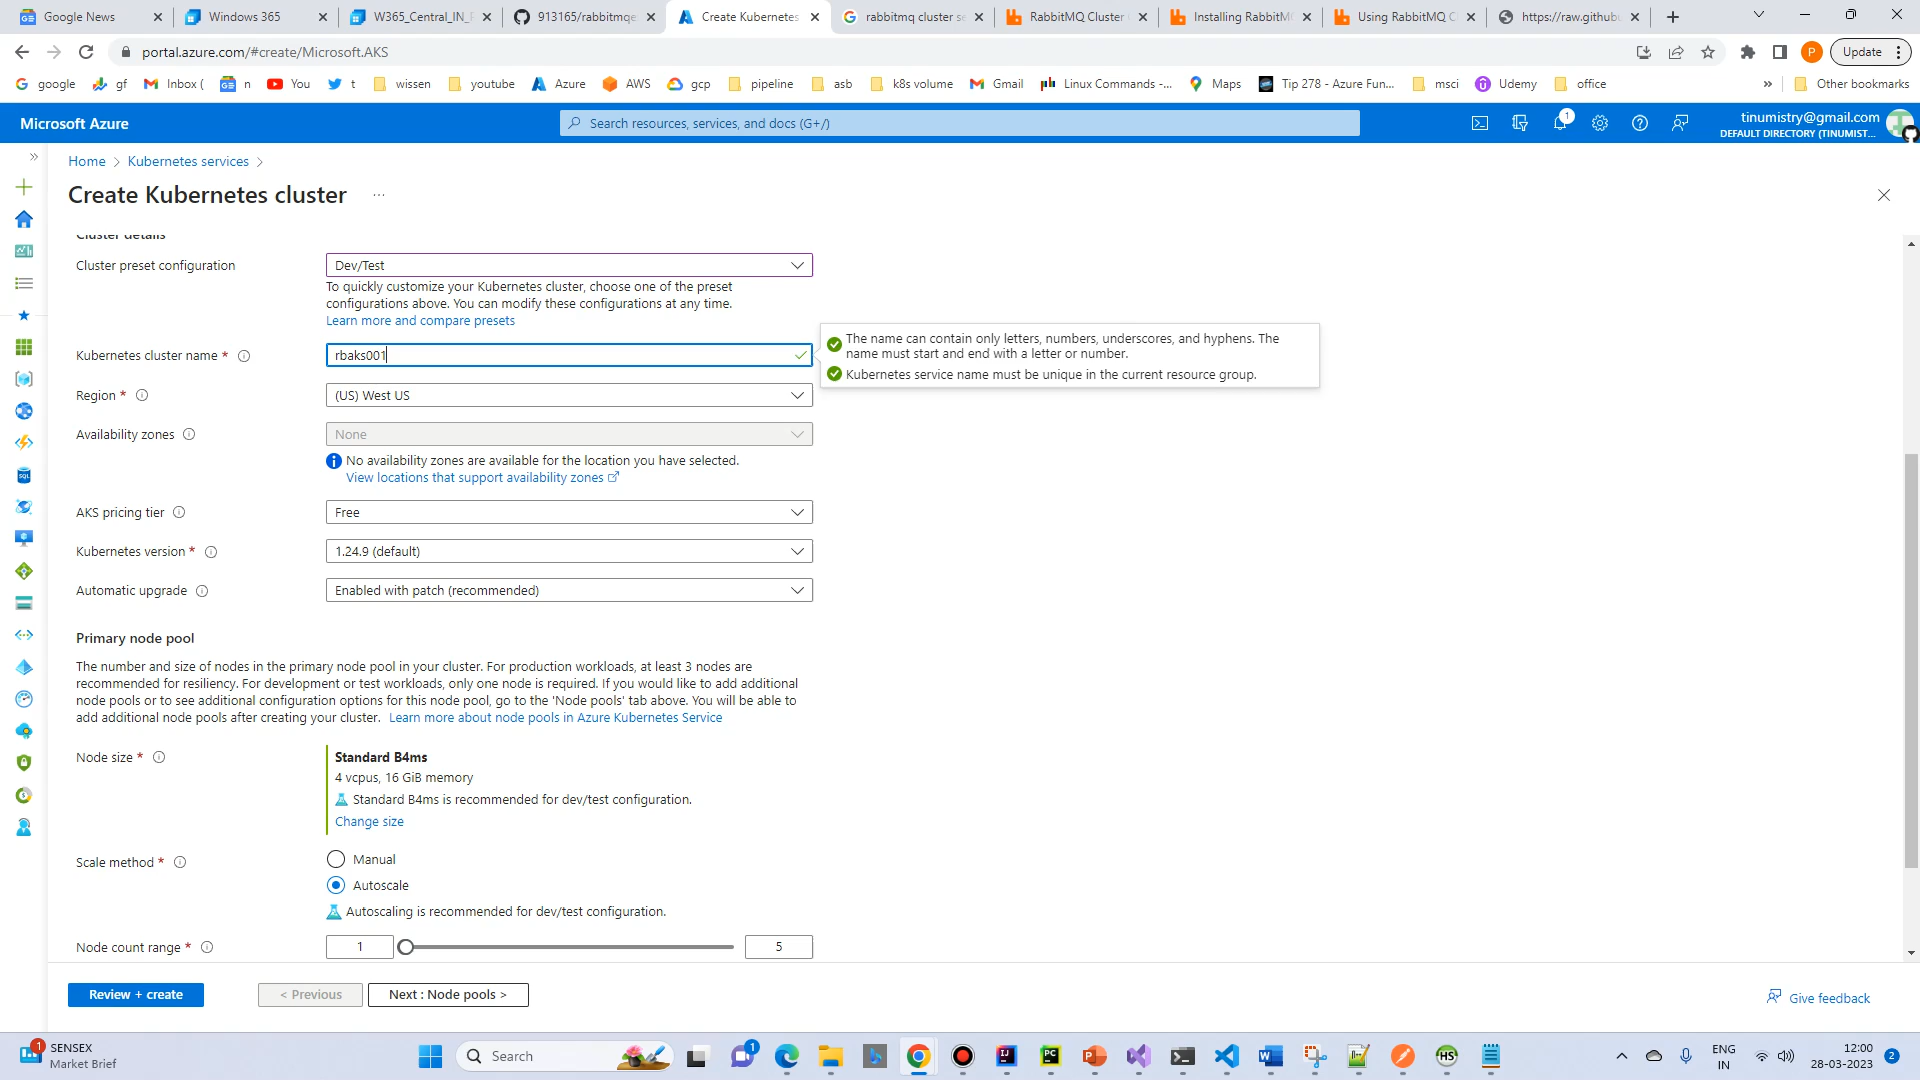 Google News
Windows 365
W365_Central_IN_F
913165/rabbitmqe
Create Kubernetes
rabbitmq cluster se
RabbitMQ Cluster
Installing RabbitM
Using RabbitMQ C
https://raw.githubu
portal.azure.com/#create/Microsoft.AKS
P
Update
google
gf
Inbox (
n
You
t
wissen
youtube
Azure
AWS
gcp
pipeline
asb
k8s volume
Gmail
Linux Commands -...
Maps
Tip 278 - Azure Fun...
msci
Udemy
office
»
Other bookmarks
Microsoft Azure
Search resources, services, and docs (G+/)
1
tinumistry@gmail.com
DEFAULT DIRECTORY (TINUMIST...
Home > Kubernetes services >
Create Kubernetes cluster ...
Cluster details
Cluster preset configuration
Dev/Test
To quickly customize your Kubernetes cluster, choose one of the preset
configurations above. You can modify these configurations at any time.
Learn more and compare presets
Kubernetes cluster name *
rbaks001
The name can contain only letters, numbers, underscores, and hyphens. The
name must start and end with a letter or number.
Kubernetes service name must be unique in the current resource group.
Region *
(US) West US
Availability zones
None
No availability zones are available for the location you have selected.
View locations that support availability zones
AKS pricing tier
Free
Kubernetes version *
1.24.9 (default)
Automatic upgrade
Enabled with patch (recommended)
Primary node pool
The number and size of nodes in the primary node pool in your cluster. For production workloads, at least 3 nodes are
recommended for resiliency. For development or test workloads, only one node is required. If you would like to add additional
node pools or to see additional configuration options for this node pool, go to the 'Node pools' tab above. You will be able to
add additional node pools after creating your cluster. Learn more about node pools in Azure Kubernetes Service
Node size *
Standard B4ms
4 vcpus, 16 GiB memory
Standard B4ms is recommended for dev/test configuration.
Change size
Scale method *
Manual
Autoscale
Autoscaling is recommended for dev/test configuration.
Node count range *
1
5
Review + create
< Previous
Next : Node pools >
Give feedback
1
SENSEX
Market Brief
Search
1
ENG
IN
12:00
28-03-2023
2